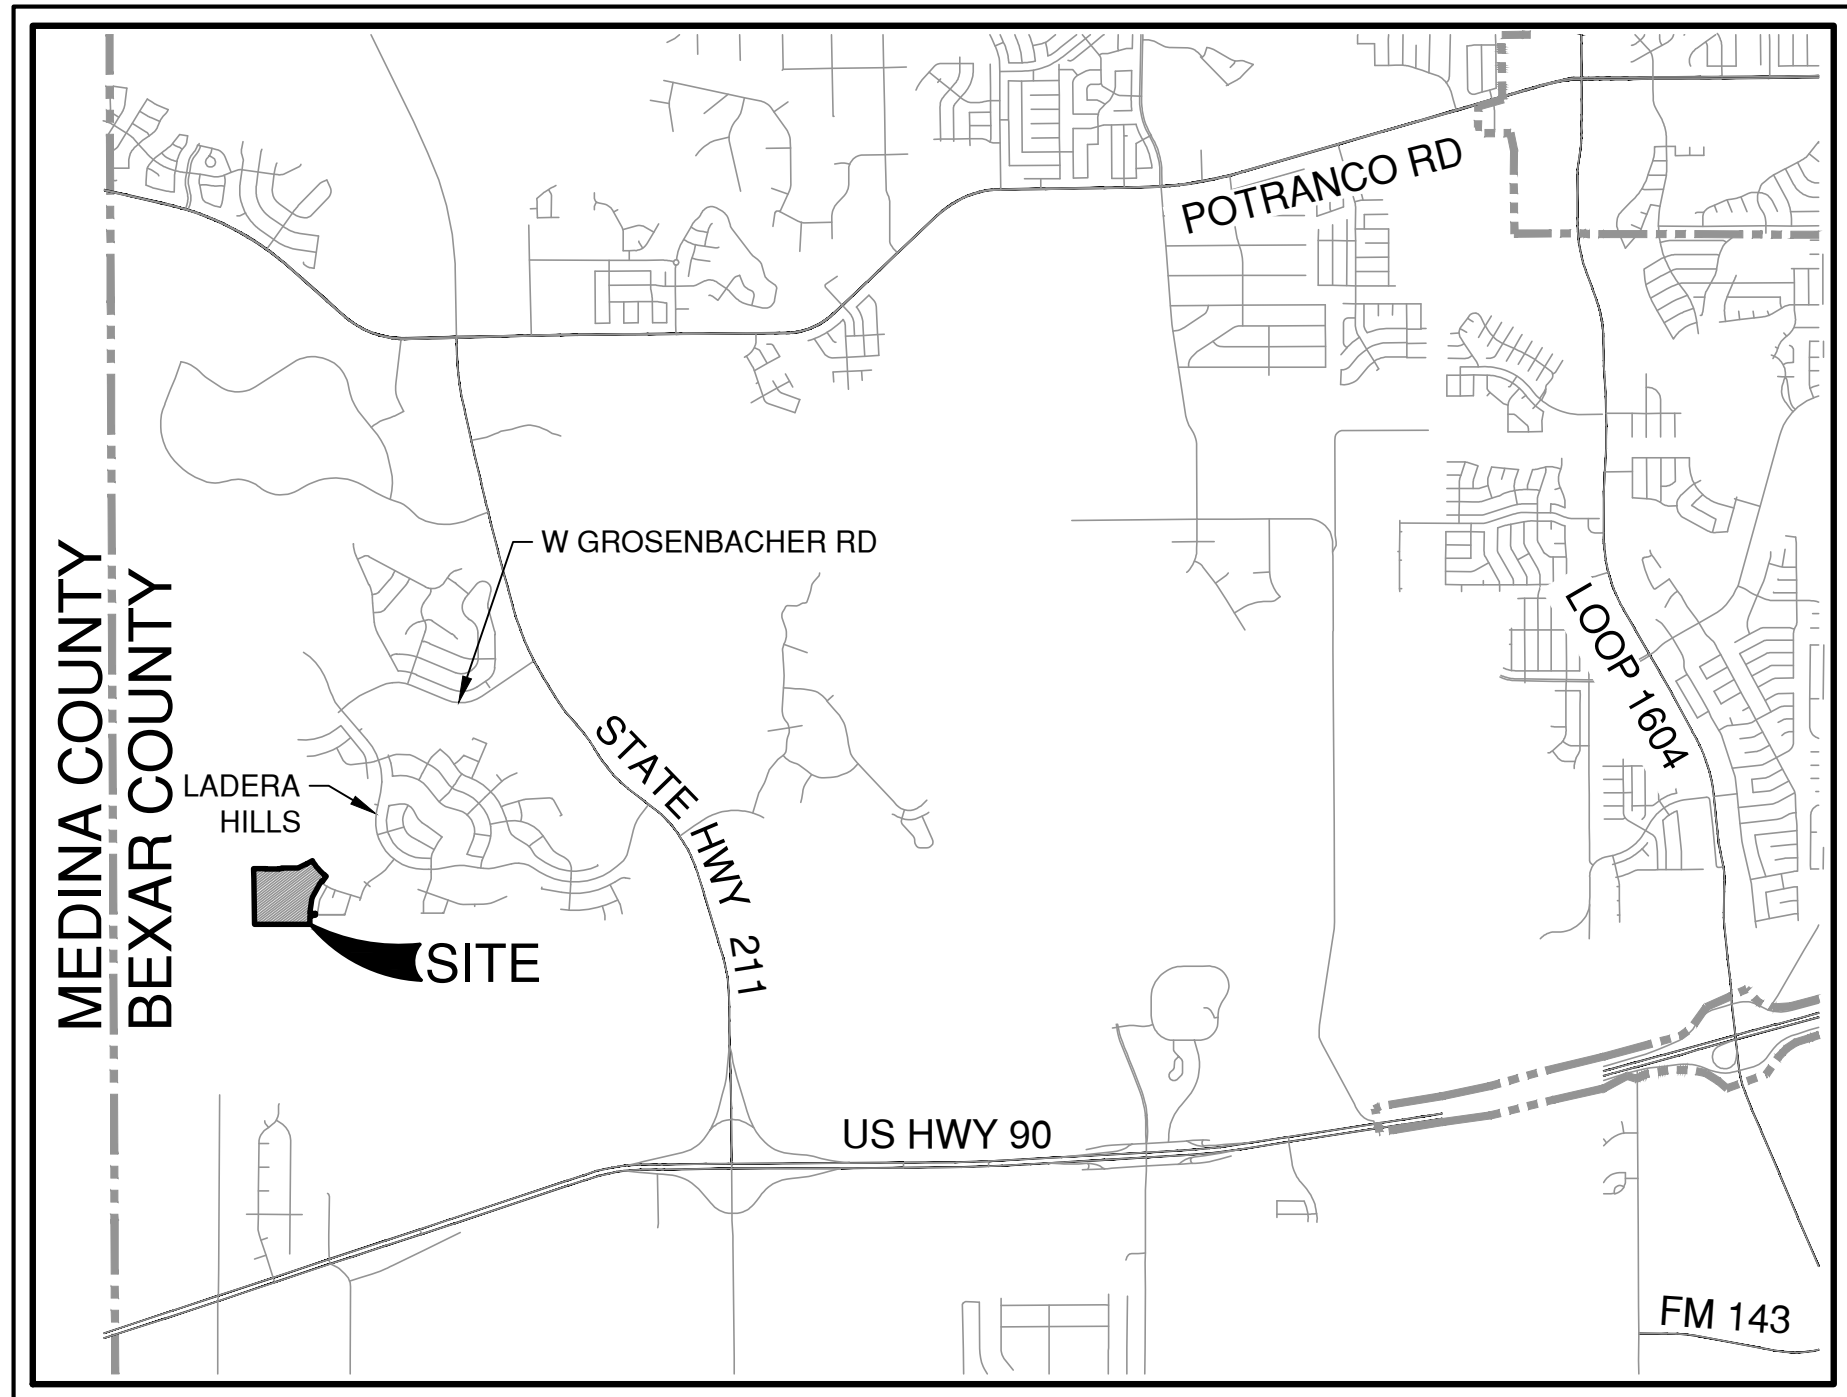 POTRANCO RD
W GROSENBACHER RD
MEDINA COUNTY
BEXAR COUNTY
LOOP 1604
STATE HWY 211
LADERA
HILLS
SITE
US HWY 90
FM 143